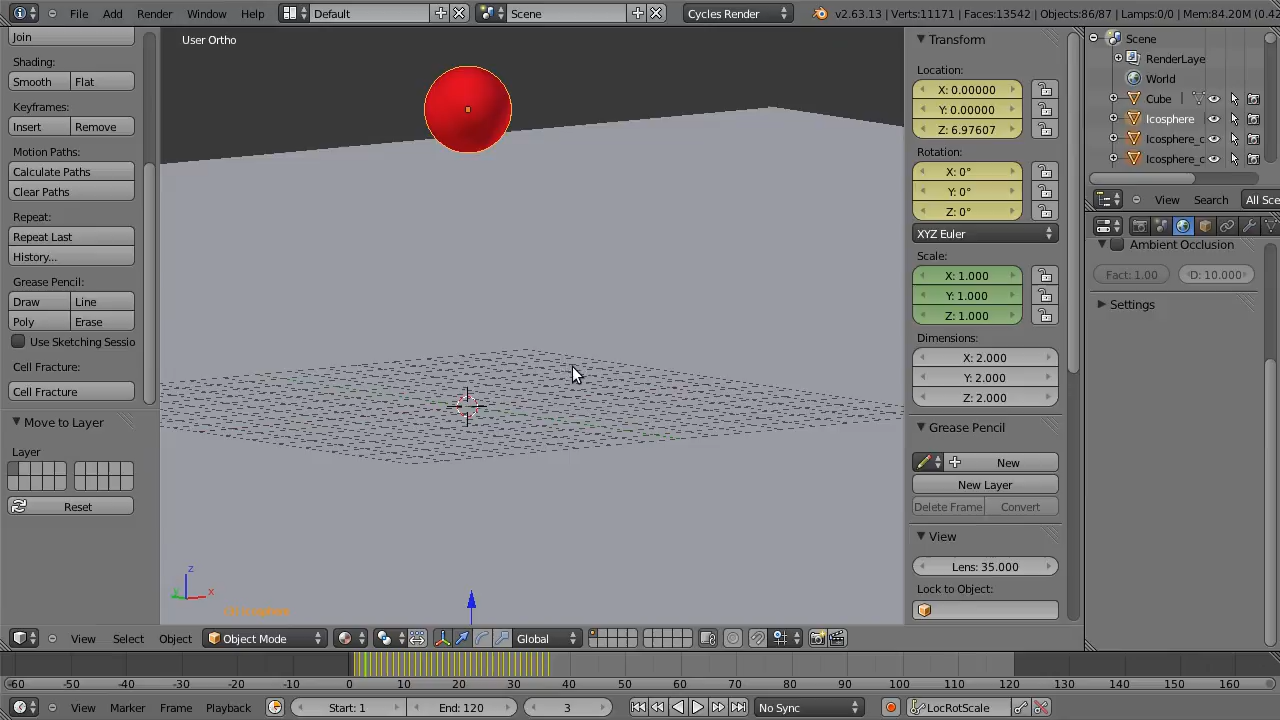 File Add Render Window Help Default Scene Cycles Render v2.63.13 | Verts:11171 | Faces:13542 | Objects:86/87 | Lamps:0/0 | Mem:84.20M (0.42
Join
Shading:
Smooth Flat
Keyframes:
Insert Remove
Motion Paths:
Calculate Paths
Clear Paths
Repeat:
Repeat Last
History...
Grease Pencil:
Draw Line
Poly Erase
Use Sketching Sessio
Cell Fracture:
Cell Fracture
Move to Layer
Layer
Reset
User Ortho
z
y
x
Transform
Location:
X: 0.00000
Y: 0.00000
Z: 6.97607
Rotation:
X: 0°
Y: 0°
Z: 0°
XYZ Euler
Scale:
X: 1.000
Y: 1.000
Z: 1.000
Dimensions:
X: 2.000
Y: 2.000
Z: 2.000
Grease Pencil
New
New Layer
Delete Frame Convert
View
Lens: 35.000
Lock to Object:
Scene
RenderLaye
World
Cube
Icosphere
Icosphere_c
Icosphere_c
View Search All Sce
Ambient Occlusion
Fact: 1.00 D: 10.000
Settings
View Select Object Object Mode Global
-60 -50 -40 -30 -20 -10 0 10 20 30 40 50 60 70 80 90 100 110 120 130 140 150 160
View Marker Frame Playback Start: 1 End: 120 3 No Sync LocRotScale